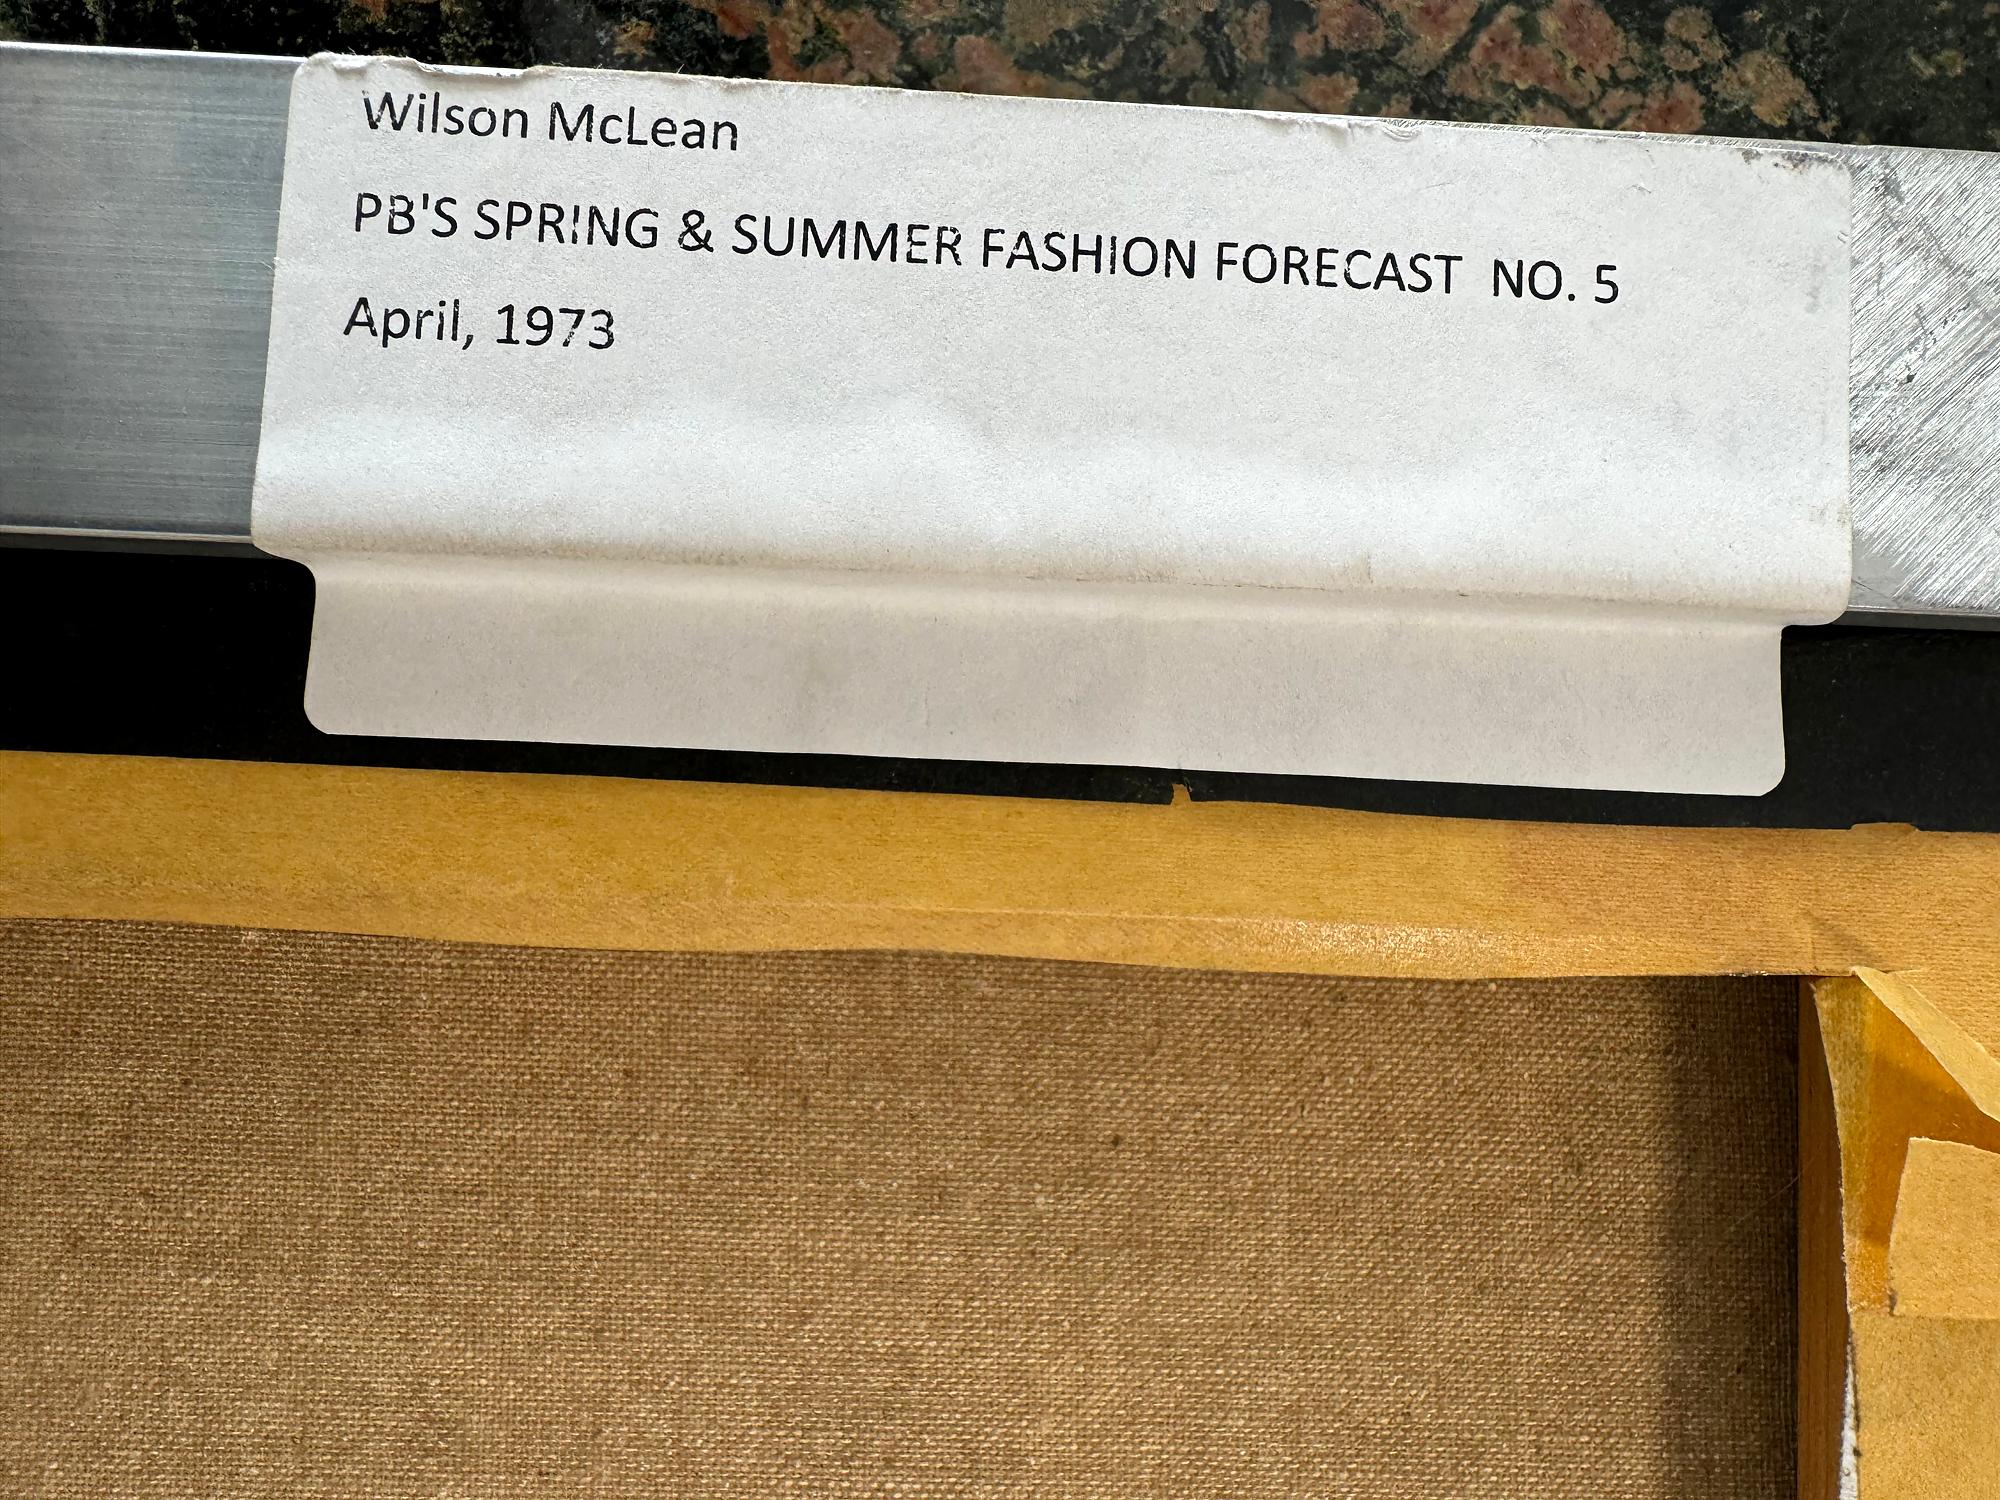 Wilson McLean
PB'S SPRING & SUMMER FASHION FORECAST  NO. 5
April, 1973